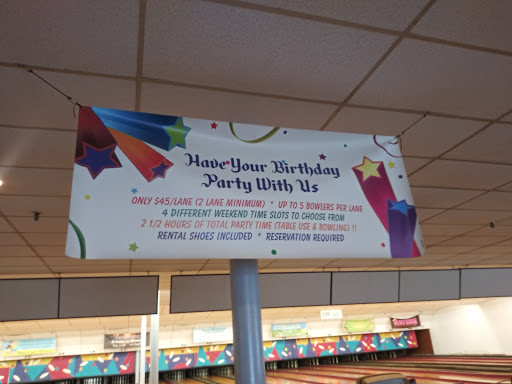 Have Your Birthday
Party With Us
ONLY $45/LANE (2 LANE MINIMUM) * UP TO 5 BOWLERS PER LANE
4 DIFFERENT WEEKEND TIME SLOTS TO CHOOSE FROM
2 1/2 HOURS OF TOTAL PARTY TIME (TABLE USE & BOWLING) !!
RENTAL SHOES INCLUDED * RESERVATION REQUIRED